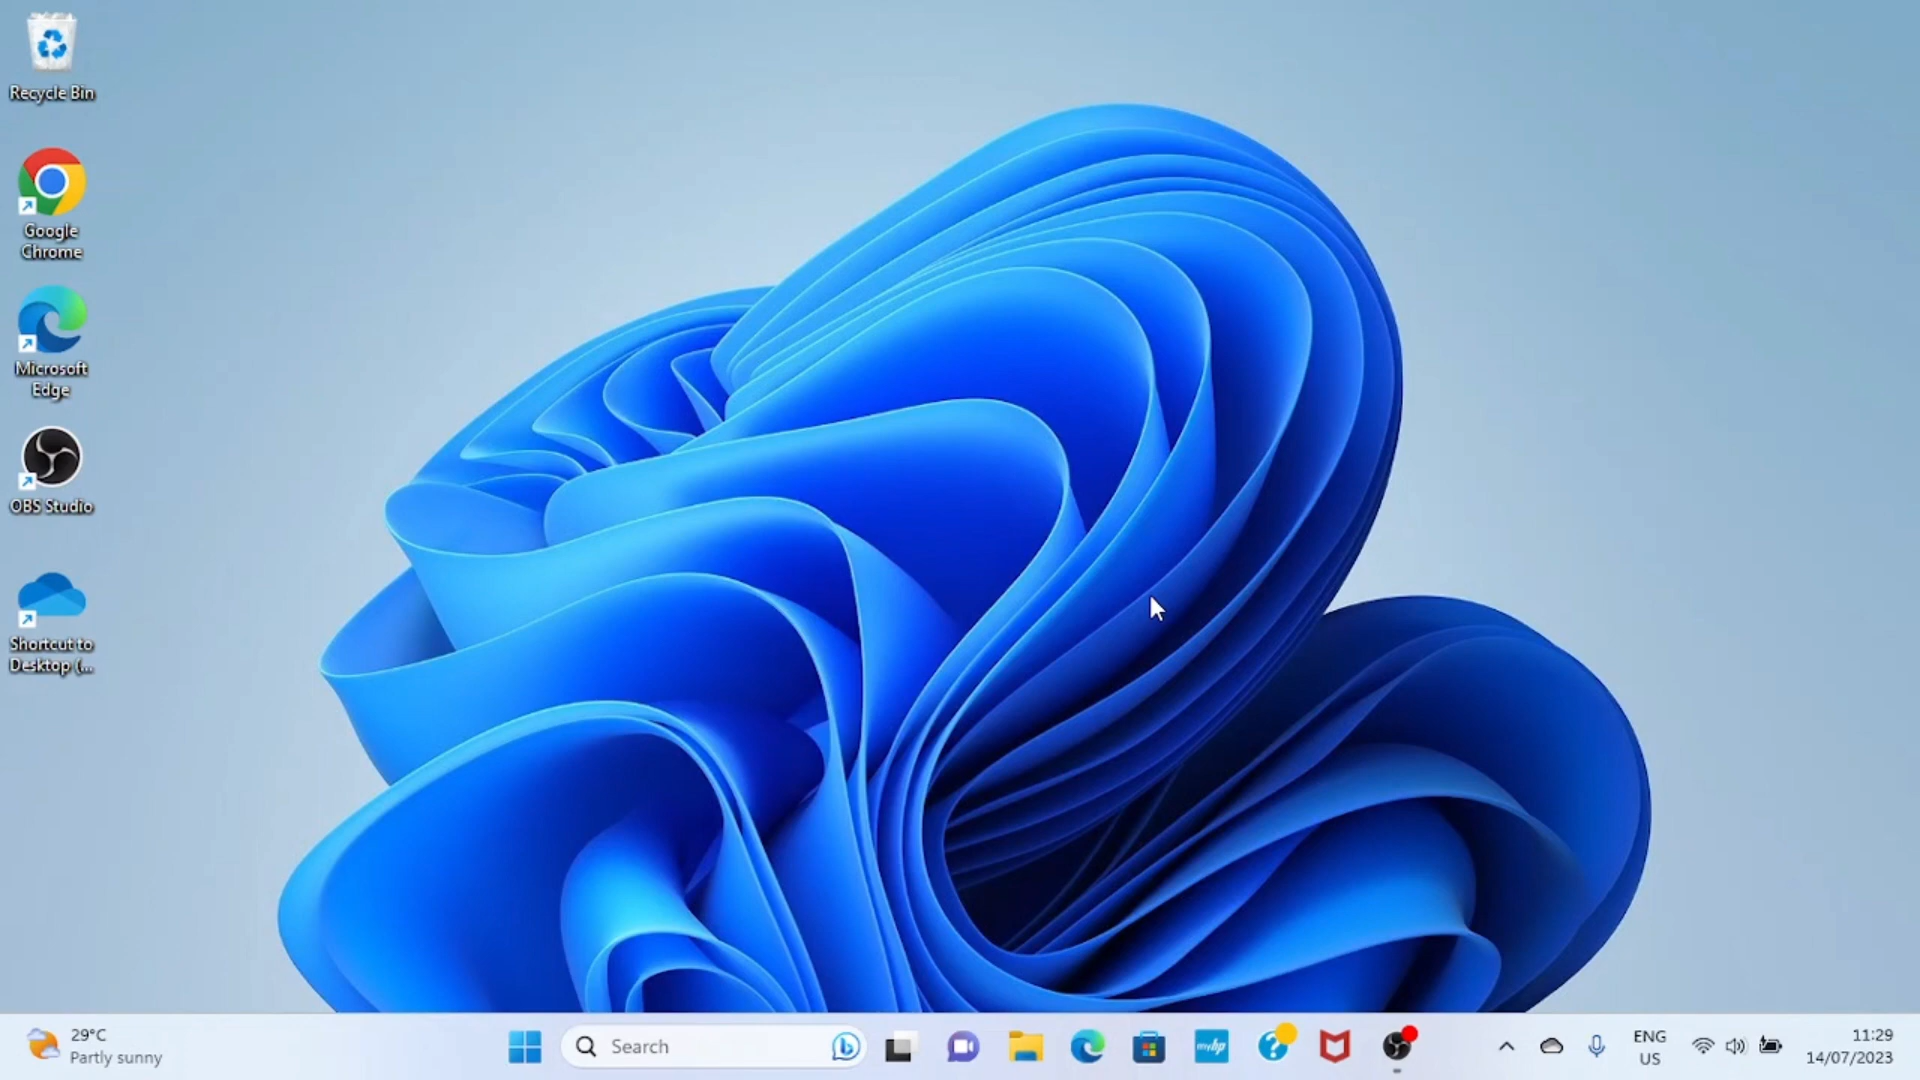 Recycle Bin
Google
Chrome
Microsoft
Edge
OBS Studio
Shortcut to
Desktop (...
29°C
Partly sunny
Search
b
myhp
?
ENG
US
11:29
14/07/2023